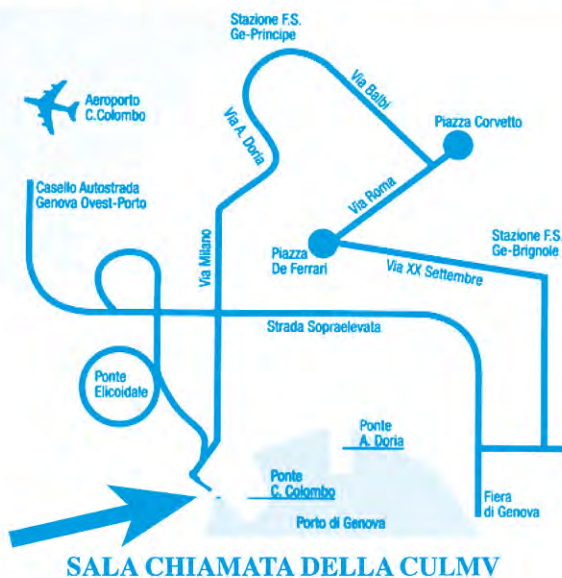 Stazione F.S.
Ge-Principe
Aeroporto
C.Colombo
Via Balbi
Piazza Corvetto
Via A. Doria
Casello Autostrada
Genova Ovest-Porto
Via Roma
Stazione F.S.
Ge-Brignole
Via Milano
Piazza
De Ferrari
Via XX Settembre
Strada Sopraelevata
Ponte
Elicoidale
Ponte
A. Doria
Ponte
C. Colombo
Fiera
di Genova
Porto di Genova
SALA CHIAMATA DELLA CULMV